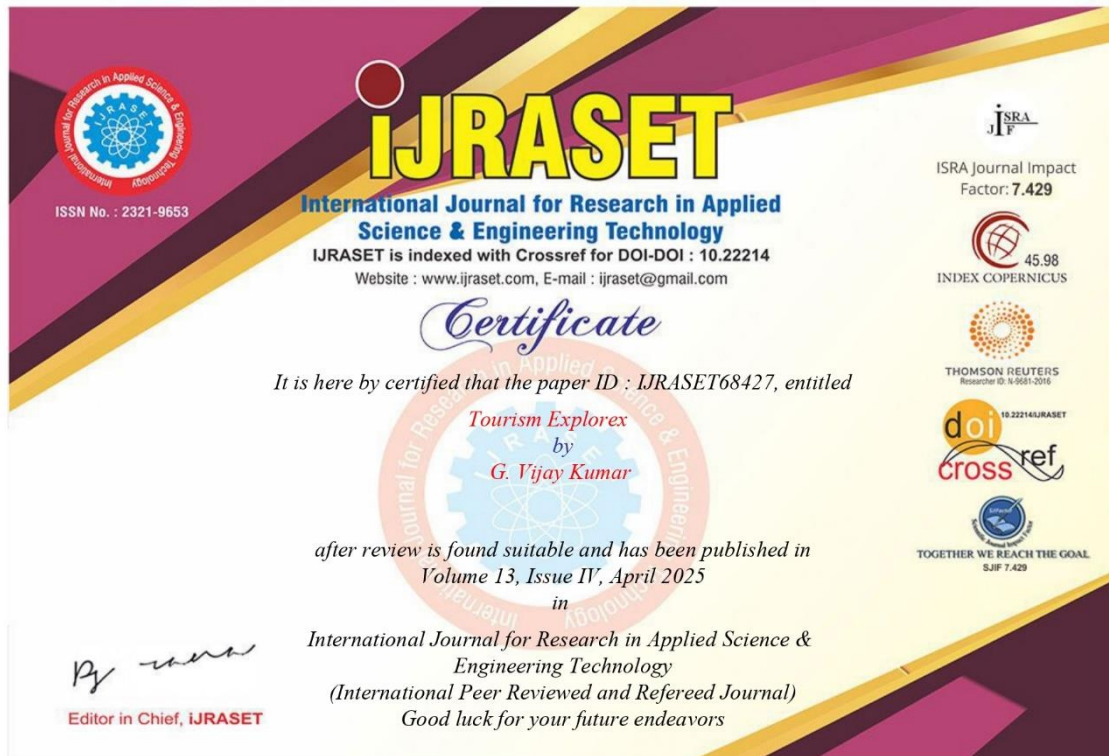 International Journal for Research in Applied Science & Engineering Technology
IJRASET
ISSN No. : 2321-9653
iJRASET
International Journal for Research in Applied
Science & Engineering Technology
IJRASET is indexed with Crossref for DOI-DOI : 10.22214
Website : www.ijraset.com, E-mail : ijraset@gmail.com
Certificate
It is here by certified that the paper ID : IJRASET68427, entitled
Tourism Explorex
by
G. Vijay Kumar
after review is found suitable and has been published in
Volume 13, Issue IV, April 2025
in
International Journal for Research in Applied Science &
Engineering Technology
(International Peer Reviewed and Refereed Journal)
Good luck for your future endeavors
Editor in Chief, iJRASET
ISRA
JIF
ISRA Journal Impact
Factor: 7.429
45.98
INDEX COPERNICUS
THOMSON REUTERS
Researcher ID: N-9681-2016
doi
10.22214/IJRASET
cross ref
TOGETHER WE REACH THE GOAL
SJIF 7.429